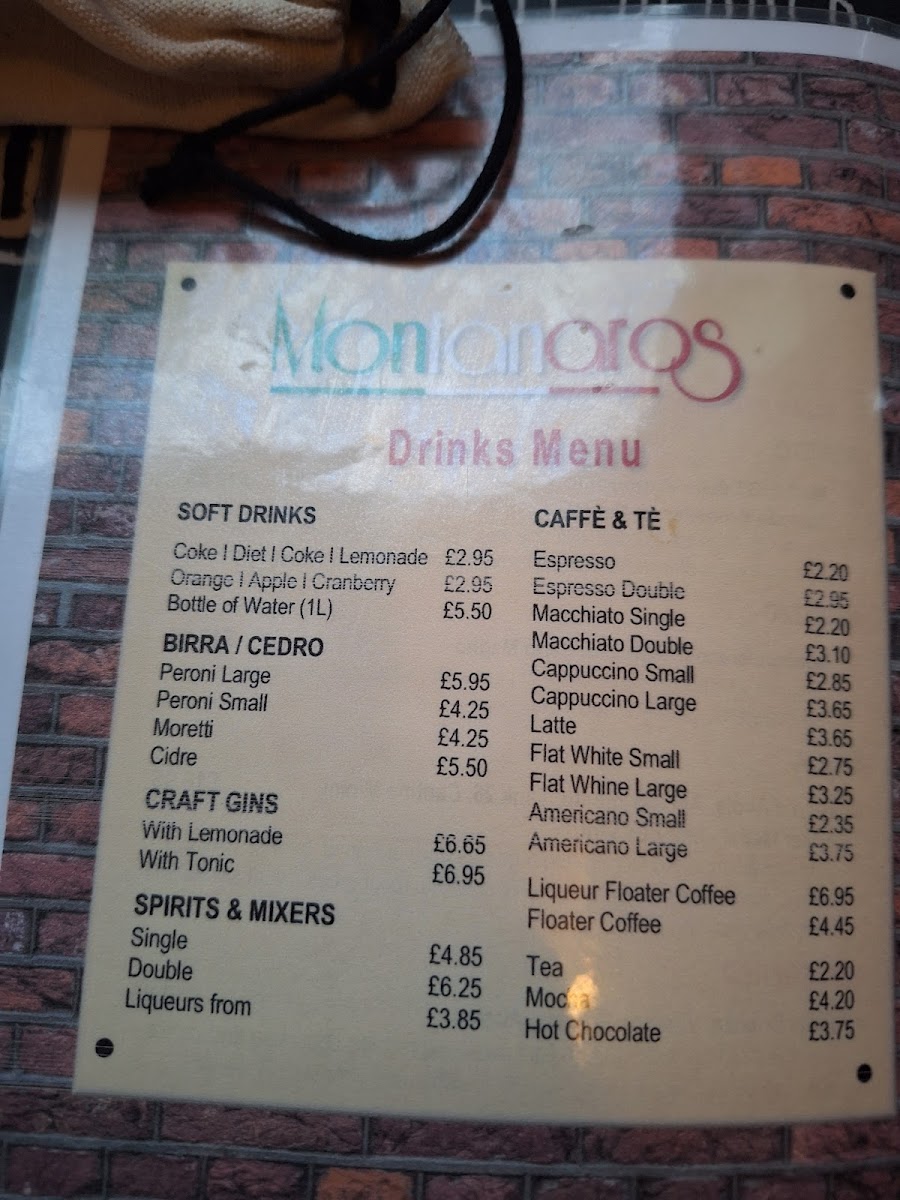 Montanaros
Drinks Menu
SOFT DRINKS
Coke | Diet | Coke | Lemonade £2.95
Orange | Apple | Cranberry £2.95
Bottle of Water (1L) £5.50
BIRRA / CEDRO
Peroni Large £5.95
Peroni Small £4.25
Moretti £4.25
Cidre £5.50
CRAFT GINS
With Lemonade £6.65
With Tonic £6.95
SPIRITS & MIXERS
Single £4.85
Double £6.25
Liqueurs from £3.85
CAFFÈ & TÈ
Espresso £2.20
Espresso Double £2.95
Macchiato Single £2.20
Macchiato Double £3.10
Cappuccino Small £2.85
Cappuccino Large £3.65
Latte £3.65
Flat White Small £2.75
Flat Whine Large £3.25
Americano Small £2.35
Americano Large £3.75
Liqueur Floater Coffee £6.95
Floater Coffee £4.45
Tea £2.20
Mocha £4.20
Hot Chocolate £3.75